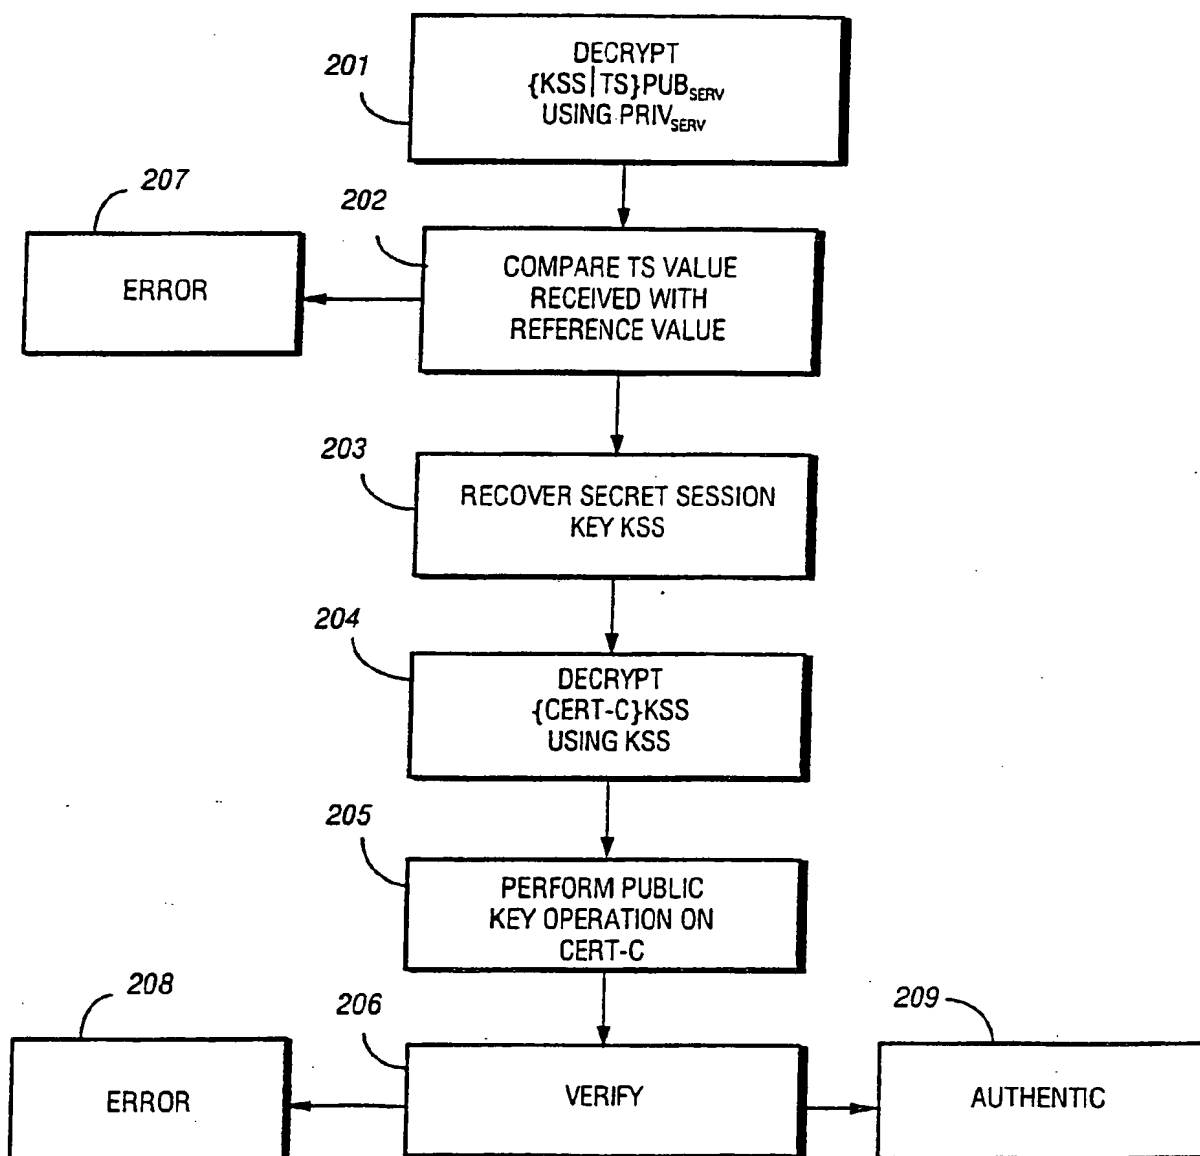 201
DECRYPT
{KSS|TS}PUB_SERV
USING PRIV_SERV
207
202
ERROR
COMPARE TS VALUE
RECEIVED WITH
REFERENCE VALUE
203
RECOVER SECRET SESSION
KEY KSS
204
DECRYPT
{CERT-C}KSS
USING KSS
205
PERFORM PUBLIC
KEY OPERATION ON
CERT-C
208
206
209
ERROR
VERIFY
AUTHENTIC